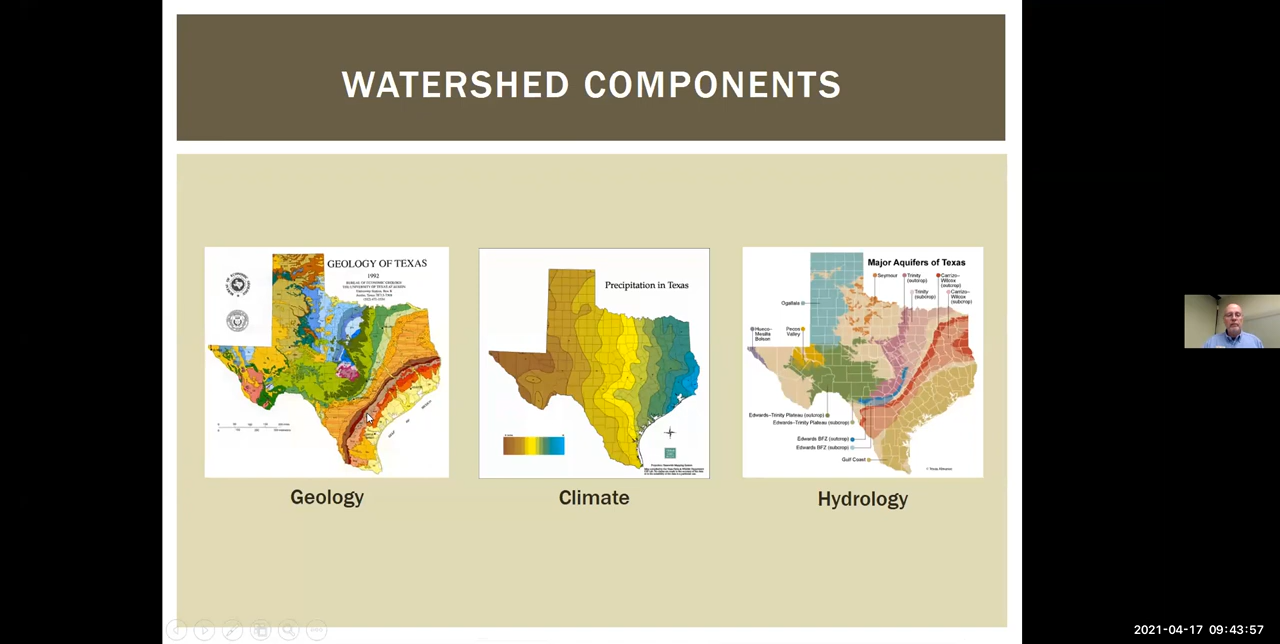 WATERSHED COMPONENTS
GEOLOGY OF TEXAS
1992
BUREAU OF ECONOMIC GEOLOGY
THE UNIVERSITY OF TEXAS AT AUSTIN
Precipitation in Texas
Major Aquifers of Texas
Seymour
Trinity
(outcrop)
Carrizo-
Wilcox
(outcrop)
Trinity
(subcrop)
Carrizo-
Wilcox
(subcrop)
Ogallala
Hueco-
Mesilla
Bolson
Pecos
Valley
Edwards-Trinity Plateau (outcrop)
Edwards-Trinity Plateau (subcrop)
Edwards BFZ (outcrop)
Edwards BFZ (subcrop)
Gulf Coast
Geology
Climate
Hydrology
2021-04-17 09:43:57